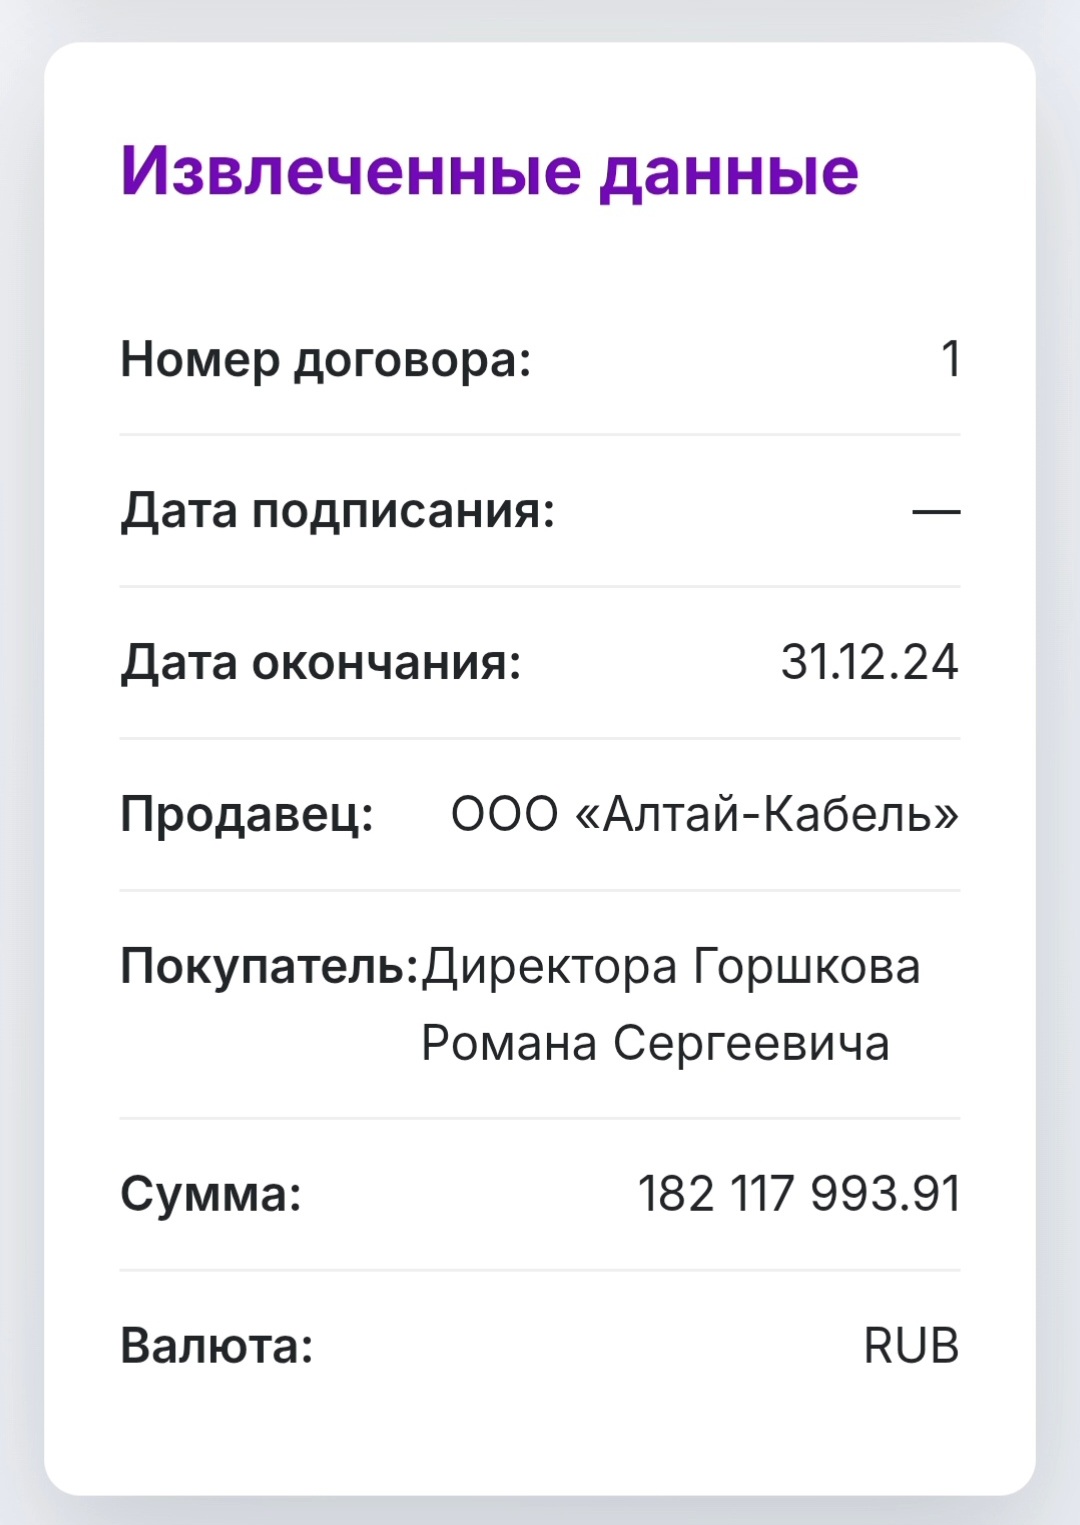 Извлеченные данные
Номер договора: 1
Дата подписания: —
Дата окончания: 31.12.24
Продавец: ООО «Алтай-Кабель»
Покупатель:Директора Горшкова
Романа Сергеевича
Сумма: 182 117 993.91
Валюта: RUB